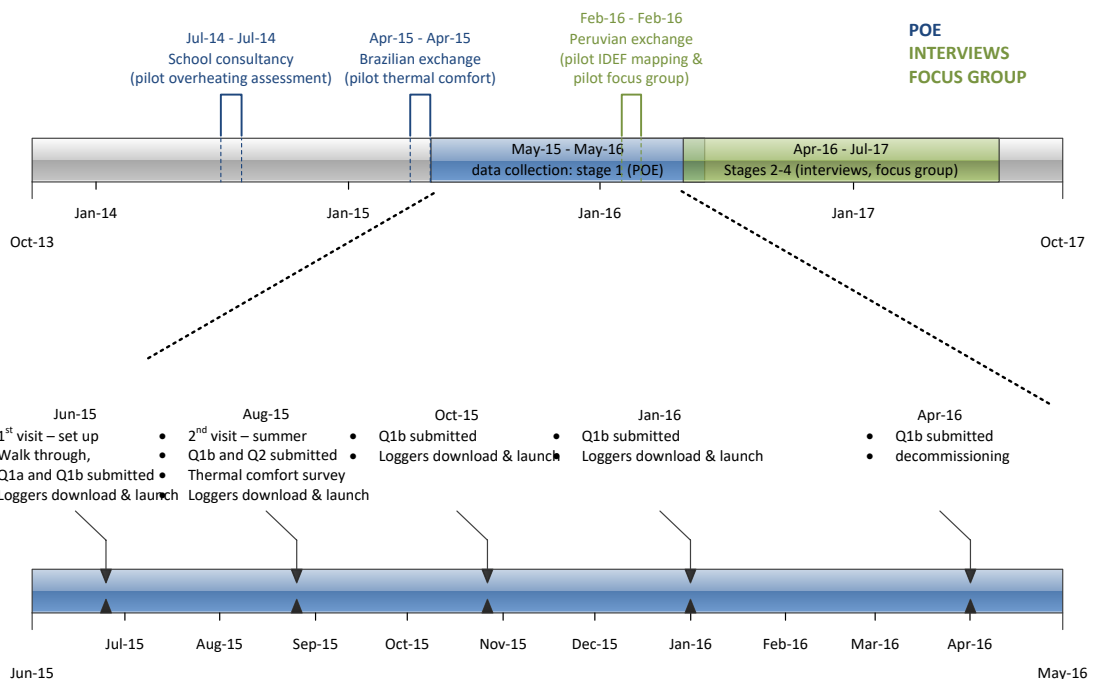 Feb-16 - Feb-16
Peruvian exchange
(pilot IDEF mapping &
pilot focus group)
Jul-14 - Jul-14
School consultancy
(pilot overheating assessment)
Apr-15 - Apr-15
Brazilian exchange
(pilot thermal comfort)
POE
INTERVIEWS
FOCUS GROUP
May-15 - May-16
data collection: stage 1 (POE)
Apr-16 - Jul-17
Stages 2-4 (interviews, focus group)
Jan-14
Jan-15
Jan-16
Jan-17
Oct-13
Oct-17
Jun-15
1st visit – set up
Walk through,
Q1a and Q1b submitted
Loggers download & launch
Aug-15
• 2nd visit – summer
• Q1b and Q2 submitted
• Thermal comfort survey
• Loggers download & launch
Oct-15
• Q1b submitted
• Loggers download & launch
Jan-16
• Q1b submitted
• Loggers download & launch
Apr-16
• Q1b submitted
• decommissioning
Jul-15
Aug-15
Sep-15
Oct-15
Nov-15
Dec-15
Jan-16
Feb-16
Mar-16
Apr-16
Jun-15
May-16